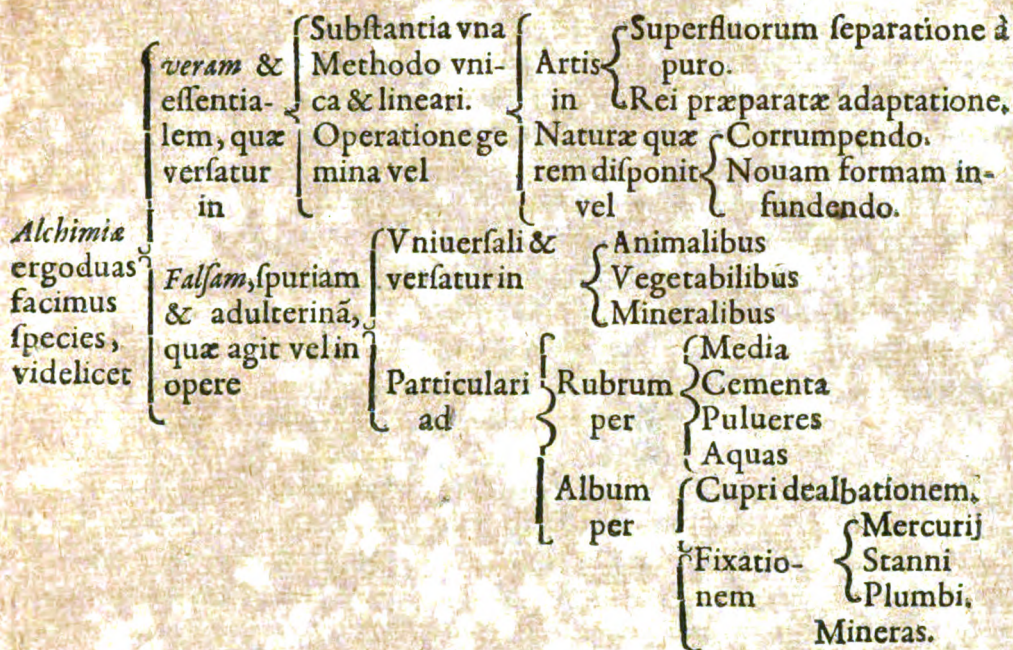 Alchimiæ
ergo duas
facimus
ſpecies,
videlicet
veram &
eſſentia-
lem, quæ
verſatur
in
Subſtantia vna
Methodo vni-
ca & lineari.
Operatione ge
mina vel
Artis
in
Superfluorum ſeparatione à
puro.
Rei præparatæ adaptatione.
Naturæ quæ
rem diſponit
vel
Corrumpendo.
Nouam formam in-
fundendo.
Falſam, ſpuriam
& adulterinã,
quæ agit vel in
opere
Vniuerſali &
verſatur in
Animalibus
Vegetabilibus
Mineralibus
Particulari
ad
Rubrum
per
Media
Cementa
Pulueres
Aquas
Album
per
Cupri dealbationem.
Fixatio-
nem
Mercurij
Stanni
Plumbi.
Mineras.